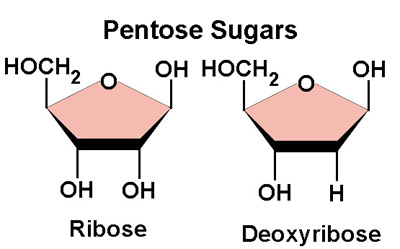 Pentose Sugars
HOCH2 O OH
OH OH
Ribose
HOCH2 O OH
OH H
Deoxyribose